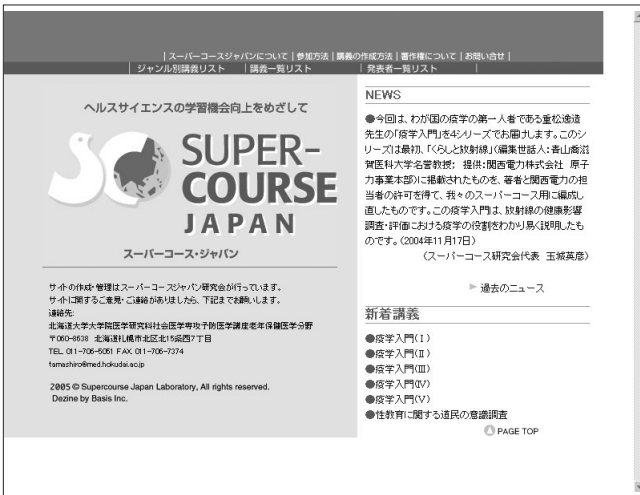 |スーパーコースジャパンについて|参加方法|講義の作成方法|著作権について|お問い合せ|
|ジャンル別講義リスト |講義一覧リスト |発表者一覧リスト |
ヘルスサイエンスの学習機会向上をめざして
SUPER-
COURSE
JAPAN
スーパーコース・ジャパン
サイトの作成・管理はスーパーコースジャパン研究会が行っています。
サイトに関するご意見・ご連絡がありましたら、下記までお願いします。
連絡先:
北海道大学大学院医学研究科社会医学専攻予防医学講座老年保健医学分野
〒060-8638 北海道札幌市北区北15条西7丁目
TEL. 011-706-5051 FAX. 011-706-7374
tamashiro@med.hokudai.ac.jp
2005 © Supercourse Japan Laboratory, All rights reserved.
Dezine by Basis Inc.
NEWS
●今回は、わが国の疫学の第一人者である重松逸造
先生の「疫学入門」を4シリーズでお届けします。このシ
リーズは最初、「くらしと放射線」(編集世話人:青山喬滋
賀医科大学名誉教授; 提供:関西電力株式会社 原子
力事業本部)に掲載されたものを、著者と関西電力の担
当者の許可を得て、我々のスーパーコース用に編成し
直したものです。この疫学入門は、放射線の健康影響
調査・評価における疫学の役割をわかり易く説明したも
のです。(2004年11月17日)
(スーパーコース研究会代表 玉城英彦)
過去のニュース
新着講義
●疫学入門(Ⅰ)
●疫学入門(Ⅱ)
●疫学入門(Ⅲ)
●疫学入門(Ⅳ)
●疫学入門(Ⅴ)
●性教育に関する道民の意識調査
PAGE TOP